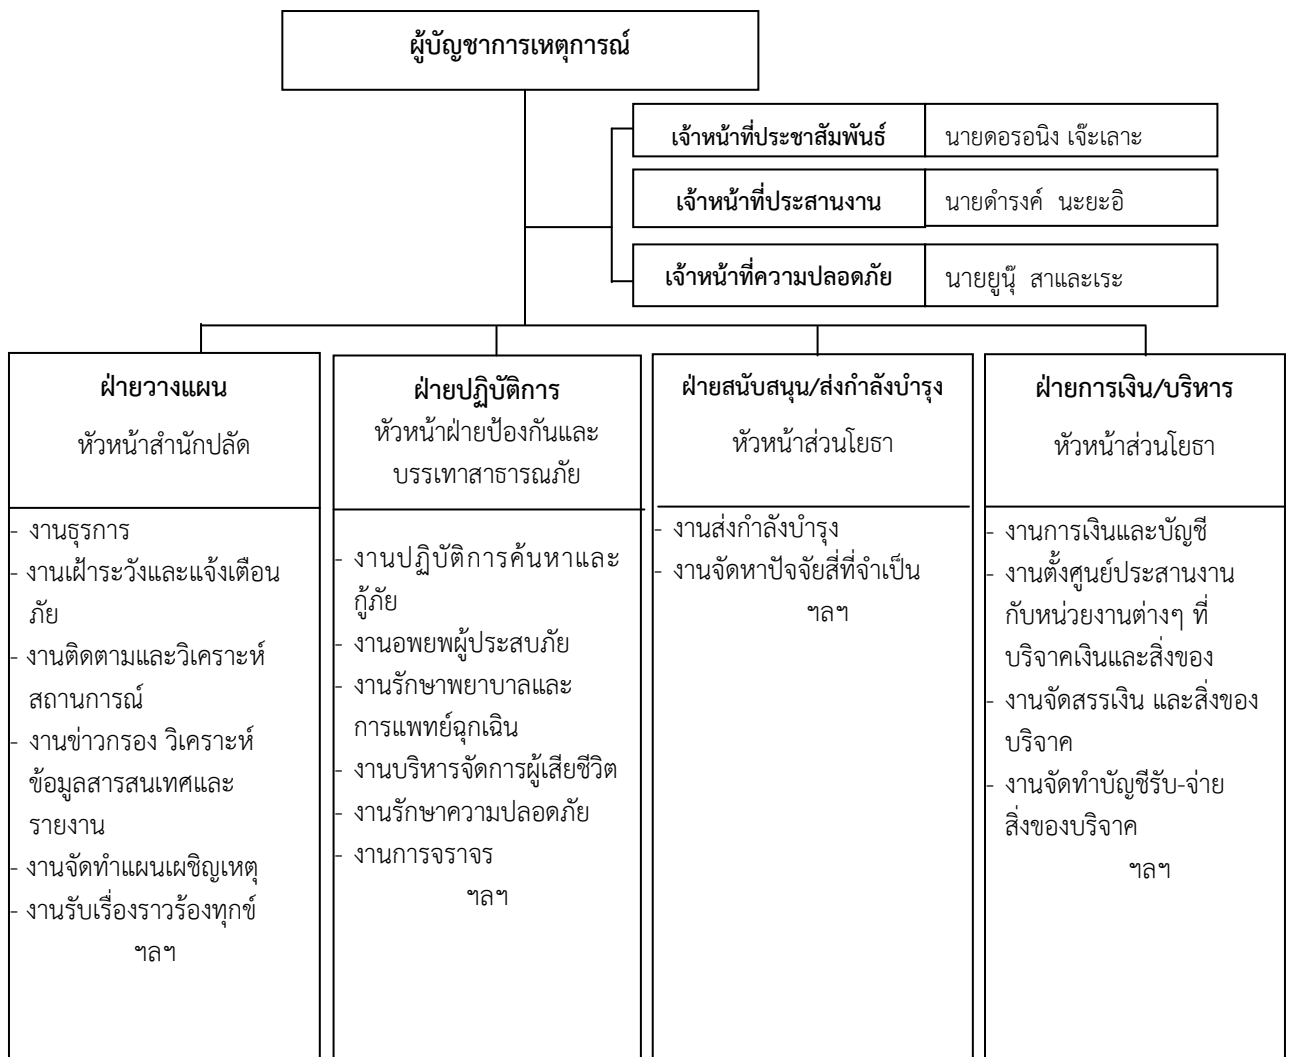 ผู้บัญชาการเหตุการณ์
เจ้าหน้าที่ประชาสัมพันธ์ นายดอรอนิง เจ๊ะเลาะ
เจ้าหน้าที่ประสานงาน นายดำรงค์ นะยะอิ
เจ้าหน้าที่ความปลอดภัย นายยูนุ๊ สาและเระ
ฝ่ายวางแผน
หัวหน้าสำนักปลัด
- งานธุรการ
- งานเฝ้าระวังและแจ้งเตือน
ภัย
- งานติดตามและวิเคราะห์
สถานการณ์
- งานข่าวกรอง วิเคราะห์
ข้อมูลสารสนเทศและ
รายงาน
- งานจัดทำแผนเผชิญเหตุ
- งานรับเรื่องราวร้องทุกข์
ฯลฯ
ฝ่ายปฏิบัติการ
หัวหน้าฝ่ายป้องกันและ
บรรเทาสาธารณภัย
- งานปฏิบัติการค้นหาและ
กู้ภัย
- งานอพยพผู้ประสบภัย
- งานรักษาพยาบาลและ
การแพทย์ฉุกเฉิน
- งานบริหารจัดการผู้เสียชีวิต
- งานรักษาความปลอดภัย
- งานการจราจร
ฯลฯ
ฝ่ายสนับสนุน/ส่งกำลังบำรุง
หัวหน้าส่วนโยธา
- งานส่งกำลังบำรุง
- งานจัดหาปัจจัยสี่ที่จำเป็น
ฯลฯ
ฝ่ายการเงิน/บริหาร
หัวหน้าส่วนโยธา
- งานการเงินและบัญชี
- งานตั้งศูนย์ประสานงาน
กับหน่วยงานต่างๆ ที่
บริจาคเงินและสิ่งของ
- งานจัดสรรเงิน และสิ่งของ
บริจาค
- งานจัดทำบัญชีรับ-จ่าย
สิ่งของบริจาค
ฯลฯ